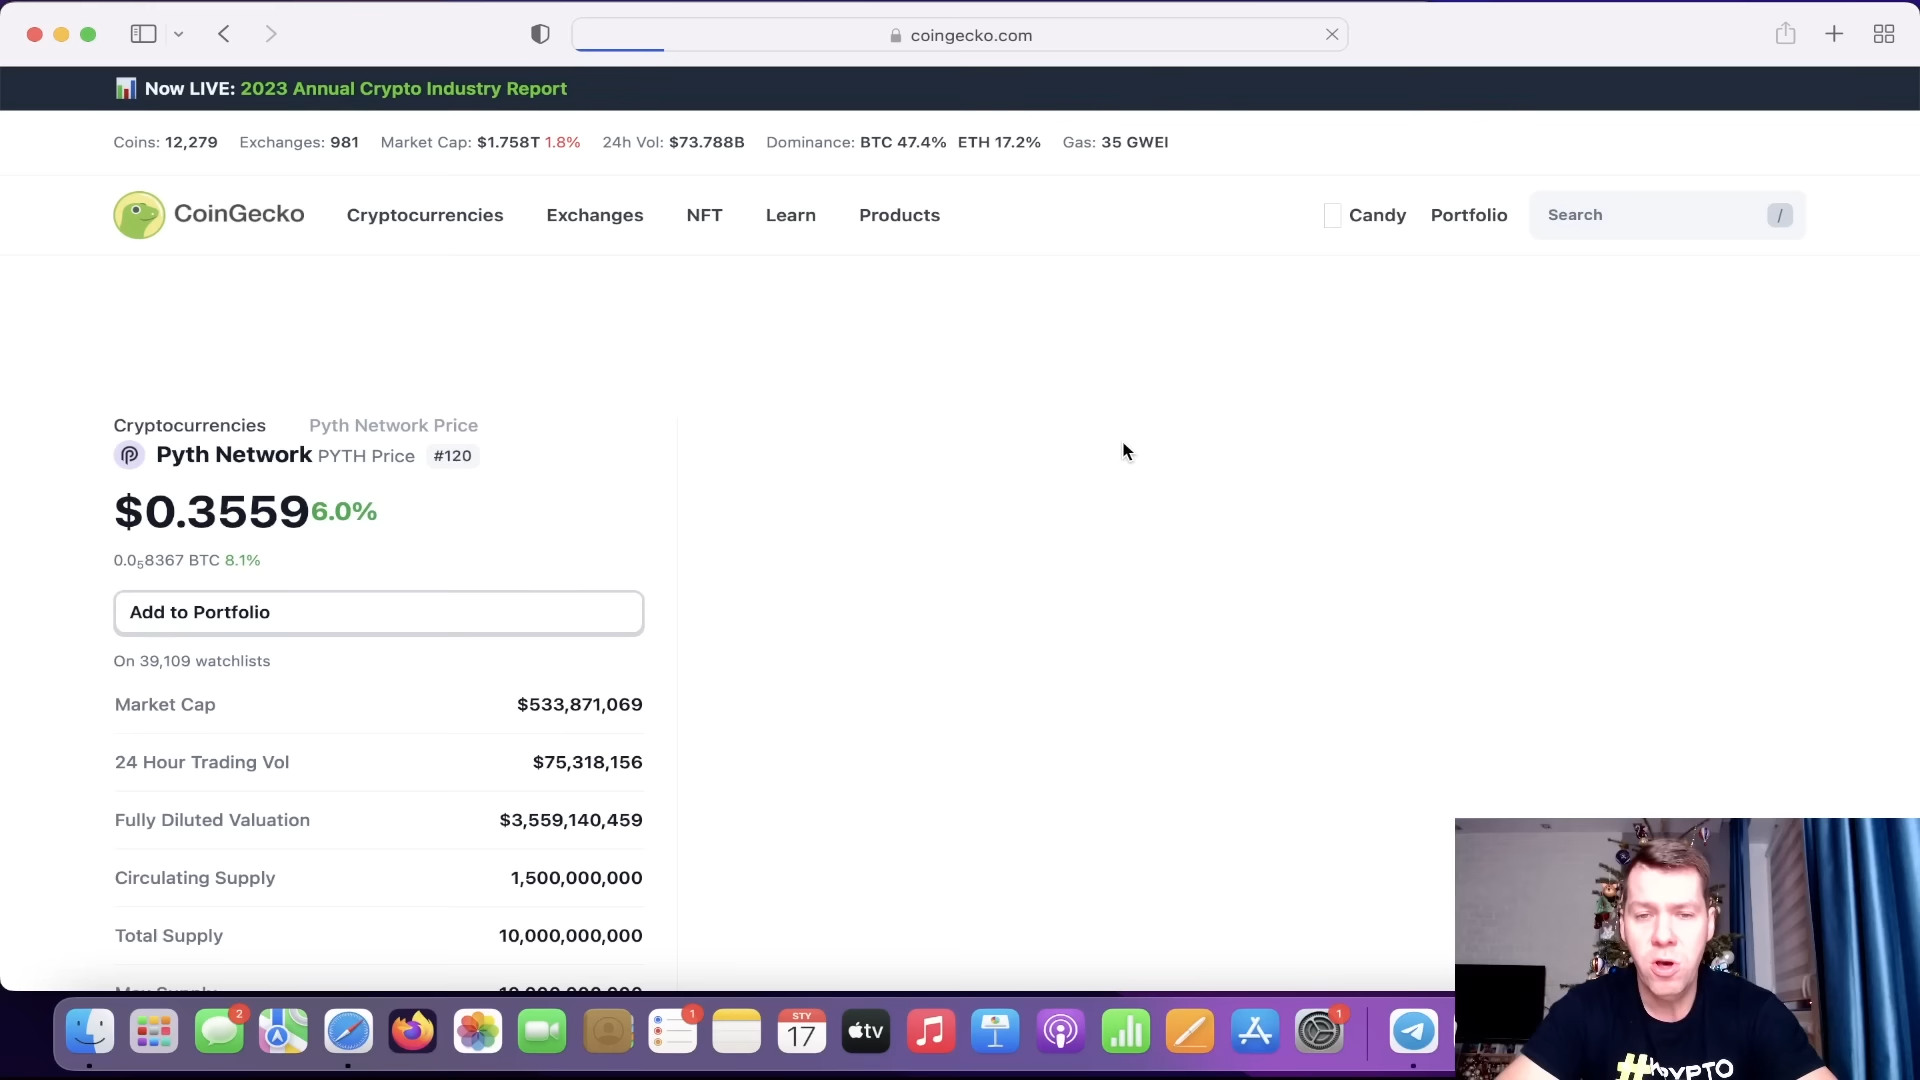 coingecko.com
Now LIVE: 2023 Annual Crypto Industry Report
Coins: 12,279 Exchanges: 981 Market Cap: $1.758T 1.8% 24h Vol: $73.788B Dominance: BTC 47.4% ETH 17.2% Gas: 35 GWEI
CoinGecko Cryptocurrencies Exchanges NFT Learn Products Candy Portfolio Search /
Cryptocurrencies Pyth Network Price
Pyth Network PYTH Price #120
$0.3559 6.0%
0.0₅8367 BTC 8.1%
Add to Portfolio
On 39,109 watchlists
Market Cap $533,871,069
24 Hour Trading Vol $75,318,156
Fully Diluted Valuation $3,559,140,459
Circulating Supply 1,500,000,000
Total Supply 10,000,000,000
2 1 STY 17 tv 1